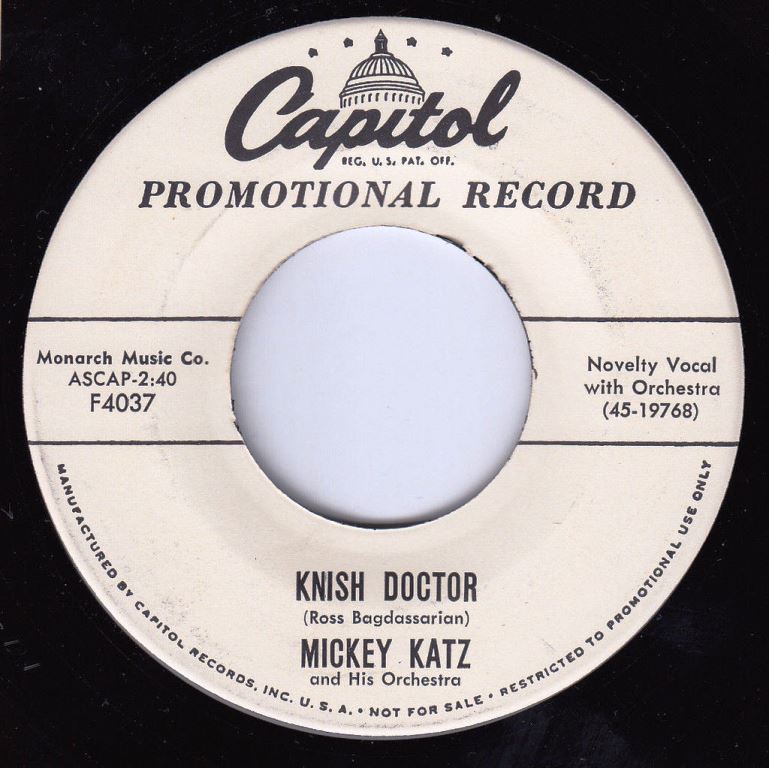 Capitol
REG. U. S. PAT. OFF.
PROMOTIONAL RECORD
Monarch Music Co.
ASCAP-2:40
F4037
Novelty Vocal
with Orchestra
(45-19768)
KNISH DOCTOR
(Ross Bagdassarian)
MICKEY KATZ
and His Orchestra
MANUFACTURED BY CAPITOL RECORDS, INC. U. S. A. • NOT FOR SALE • RESTRICTED TO PROMOTIONAL USE ONLY